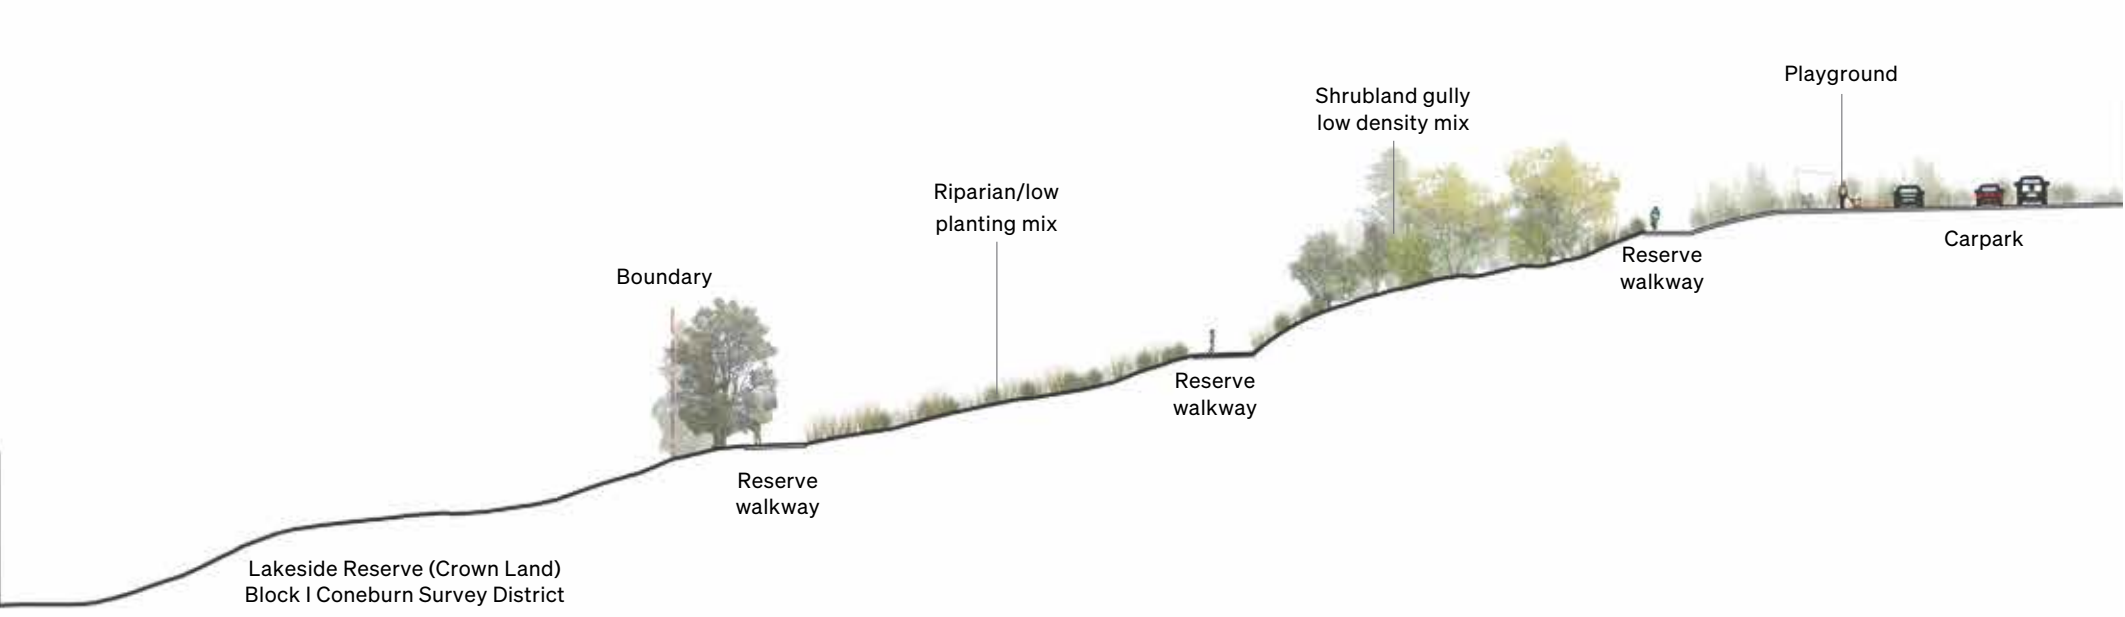 Playground
Shrubland gully
low density mix
Riparian/low
planting mix
Carpark
Reserve
walkway
Boundary
Reserve
walkway
Reserve
walkway
Lakeside Reserve (Crown Land)
Block I Coneburn Survey District